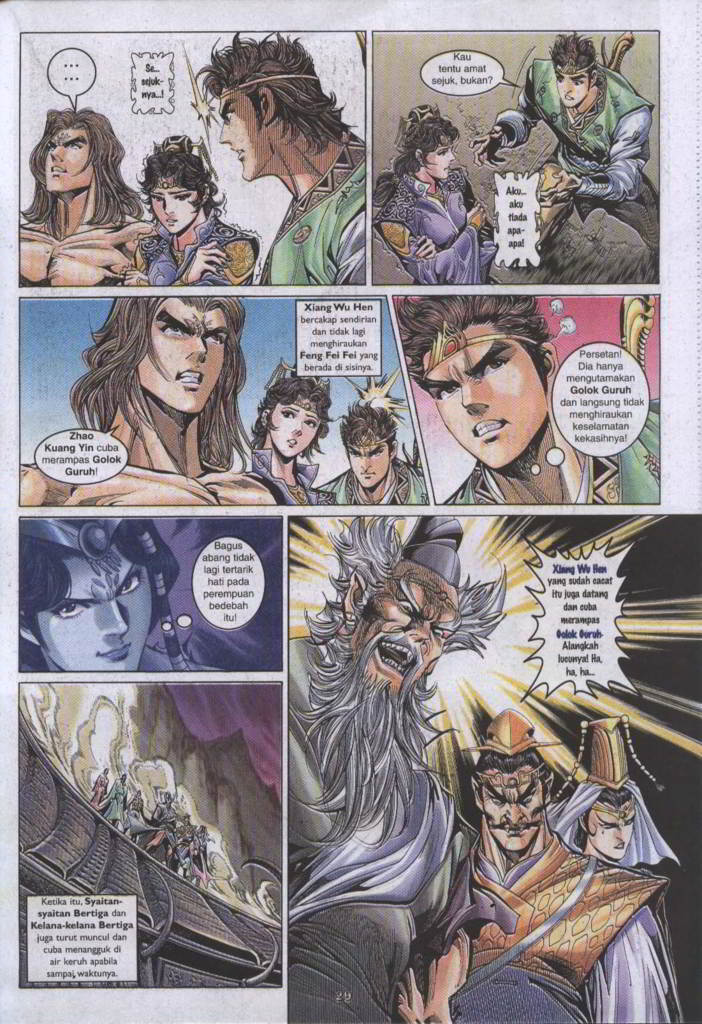 ...
...
Se...
sejuk-
nya...!
Kau
tentu amat
sejuk, bukan?
Aku...
aku
tiada
apa-
apa!
Xiang Wu Hen
bercakap sendirian
dan tidak lagi
menghiraukan
Feng Fei Fei yang
berada di sisinya.
Zhao
Kuang Yin cuba
merampas Golok
Guruh!
Persetan!
Dia hanya
mengutamakan
Golok Guruh
dan langsung tidak
menghiraukan
keselamatan
kekasihnya!
Bagus
abang tidak
lagi tertarik
hati pada
perempuan
bedebah
itu!
Xiang Wu Hen
yang sudah cacat
itu juga datang
dan cuba
merampas
Golok Guruh.
Alangkah
lucunya! Ha,
ha, ha...
Ketika itu, Syaitan-
syaitan Bertiga dan
Kelana-kelana Bertiga
juga turut muncul dan
cuba menangguk di
air keruh apabila
sampai waktunya.
29